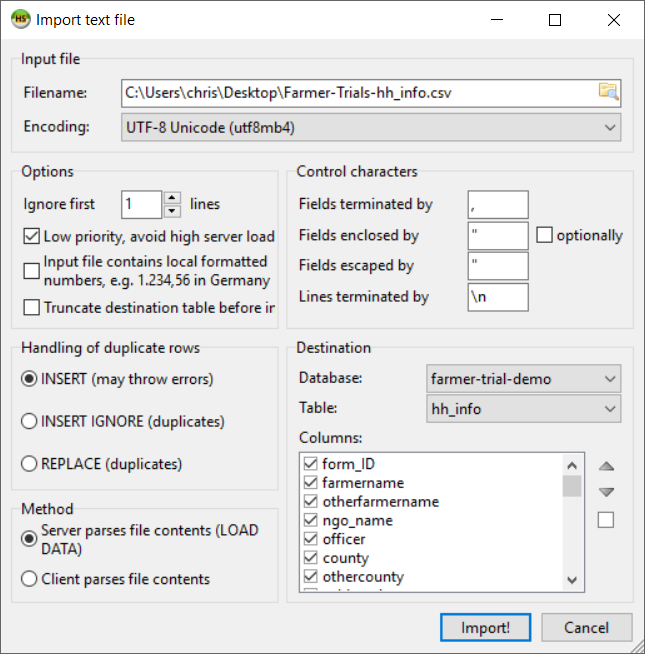 HS
Import text file
Input file
Filename: C:\Users\chris\Desktop\Farmer-Trials-hh_info.csv
Encoding: UTF-8 Unicode (utf8mb4)
Options
Ignore first 1 lines
Low priority, avoid high server load
Input file contains local formatted
numbers, e.g. 1.234,56 in Germany
Truncate destination table before in
Control characters
Fields terminated by ,
Fields enclosed by " optionally
Fields escaped by "
Lines terminated by \n
Handling of duplicate rows
INSERT (may throw errors)
INSERT IGNORE (duplicates)
REPLACE (duplicates)
Method
Server parses file contents (LOAD
DATA)
Client parses file contents
Destination
Database: farmer-trial-demo
Table: hh_info
Columns:
form_ID
farmername
otherfarmername
ngo_name
officer
county
othercounty
Import!
Cancel